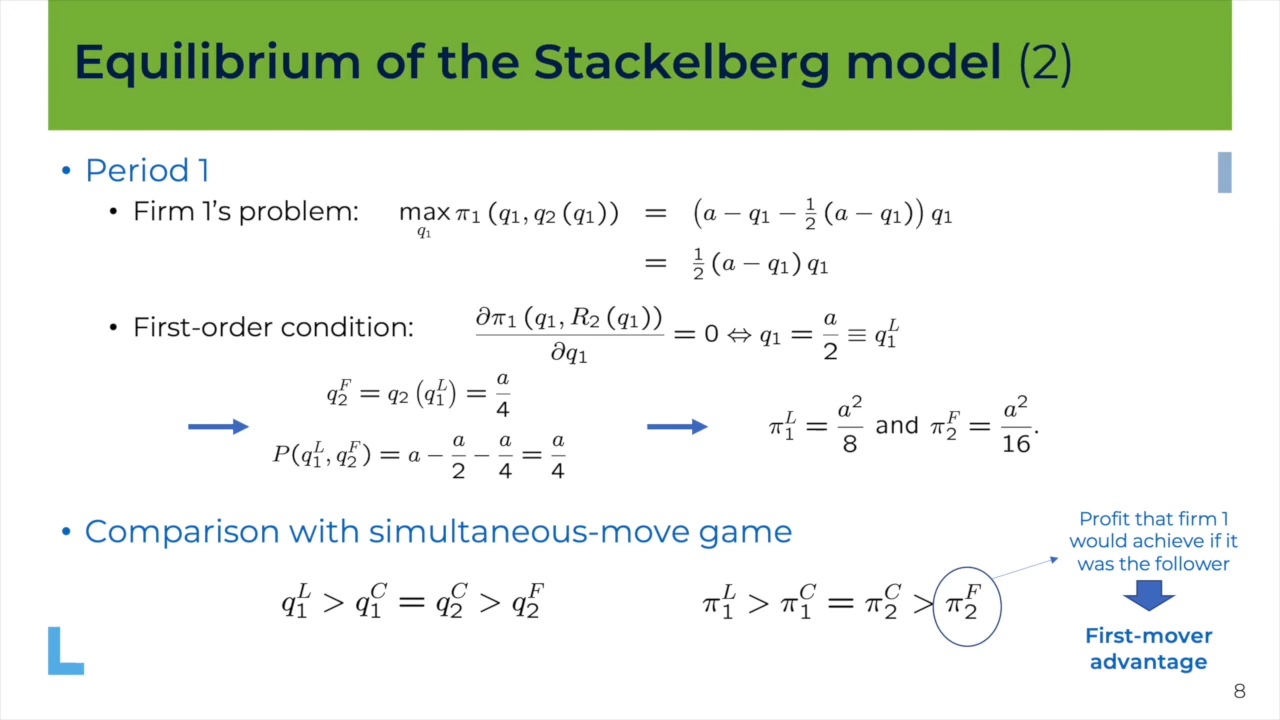 Equilibrium of the Stackelberg model (2)
• Period 1
• Firm 1's problem: max_{q₁} π₁ (q₁, q₂ (q₁)) = (a − q₁ − ½ (a − q₁)) q₁
= ½ (a − q₁) q₁
• First-order condition: ∂π₁ (q₁, R₂ (q₁)) / ∂q₁ = 0 ⇔ q₁ = a/2 ≡ q₁ᴸ
q₂ᶠ = q₂ (q₁ᴸ) = a/4
P(q₁ᴸ, q₂ᶠ) = a − a/2 − a/4 = a/4
π₁ᴸ = a²/8 and π₂ᶠ = a²/16.
• Comparison with simultaneous-move game
q₁ᴸ > q₁ᶜ = q₂ᶜ > q₂ᶠ
π₁ᴸ > π₁ᶜ = π₂ᶜ > π₂ᶠ
Profit that firm 1
would achieve if it
was the follower
First-mover
advantage
8